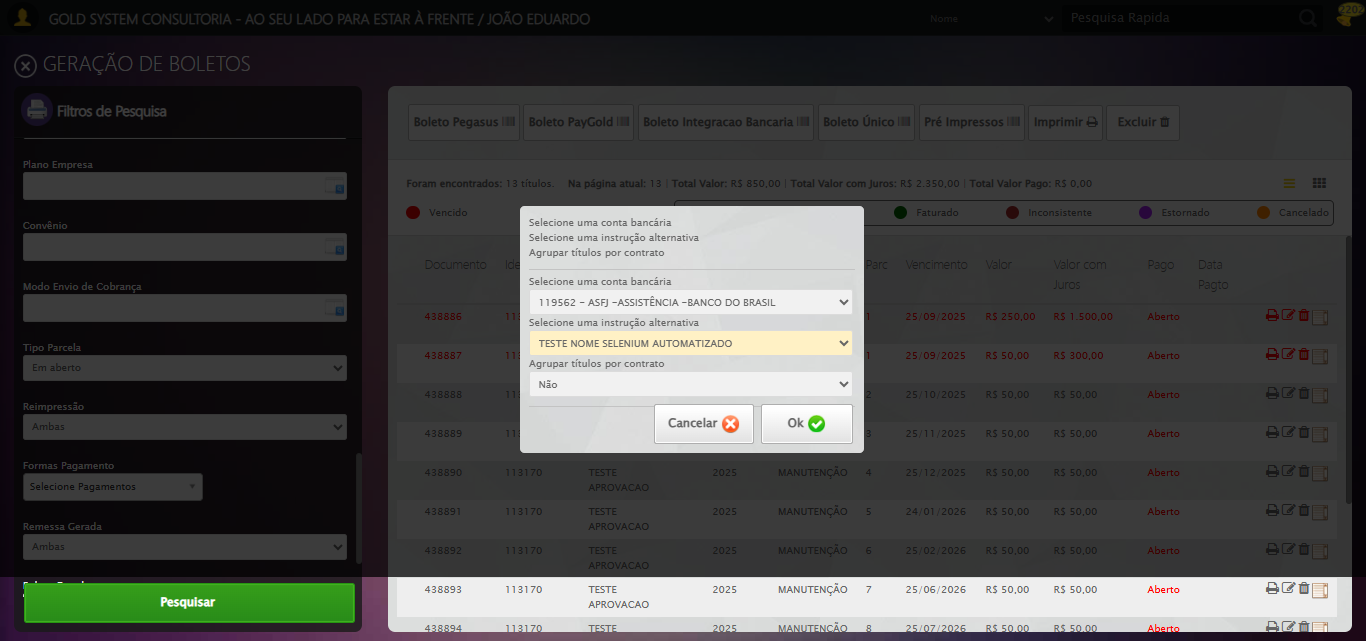 GOLD SYSTEM CONSULTORIA - AO SEU LADO PARA ESTAR À FRENTE / JOÃO EDUARDO
Nome
Pesquisa Rapida
2202
GERAÇÃO DE BOLETOS
Filtros de Pesquisa
Plano Empresa
Convênio
Modo Envio de Cobrança
Tipo Parcela
Em aberto
Reimpressão
Ambas
Formas Pagamento
Selecione Pagamentos
Remessa Gerada
Ambas
Pesquisar
Boleto Pegasus
Boleto PayGold
Boleto Integracao Bancaria
Boleto Único
Pré Impressos
Imprimir
Excluir
Foram encontrados: 13 títulos. Na página atual: 13 | Total Valor: R$ 850,00 | Total Valor com Juros: R$ 2.350,00 | Total Valor Pago: R$ 0,00
Vencido
Faturado
Inconsistente
Estornado
Cancelado
Selecione uma conta bancária
Selecione uma instrução alternativa
Agrupar títulos por contrato
Selecione uma conta bancária
119562 - ASFJ -ASSISTÊNCIA -BANCO DO BRASIL
Selecione uma instrução alternativa
TESTE NOME SELENIUM AUTOMATIZADO
Agrupar títulos por contrato
Não
Cancelar
Ok
Documento Parc Vencimento Valor Valor com Juros Pago Data Pagto
438886 1 25/09/2025 R$ 250,00 R$ 1.500,00 Aberto
438887 1 25/09/2025 R$ 50,00 R$ 300,00 Aberto
438888 2 25/10/2025 R$ 50,00 R$ 50,00 Aberto
438889 3 25/11/2025 R$ 50,00 R$ 50,00 Aberto
438890 113170 TESTE APROVACAO 2025 MANUTENÇÃO 4 25/12/2025 R$ 50,00 R$ 50,00 Aberto
438891 113170 TESTE APROVACAO 2025 MANUTENÇÃO 5 24/01/2026 R$ 50,00 R$ 50,00 Aberto
438892 113170 TESTE APROVACAO 2025 MANUTENÇÃO 6 25/02/2026 R$ 50,00 R$ 50,00 Aberto
438893 113170 TESTE APROVACAO 2025 MANUTENÇÃO 7 25/06/2026 R$ 50,00 R$ 50,00 Aberto
438894 113170 TESTE 2025 MANUTENÇÃO 8 25/07/2026 R$ 50,00 R$ 50,00 Aberto